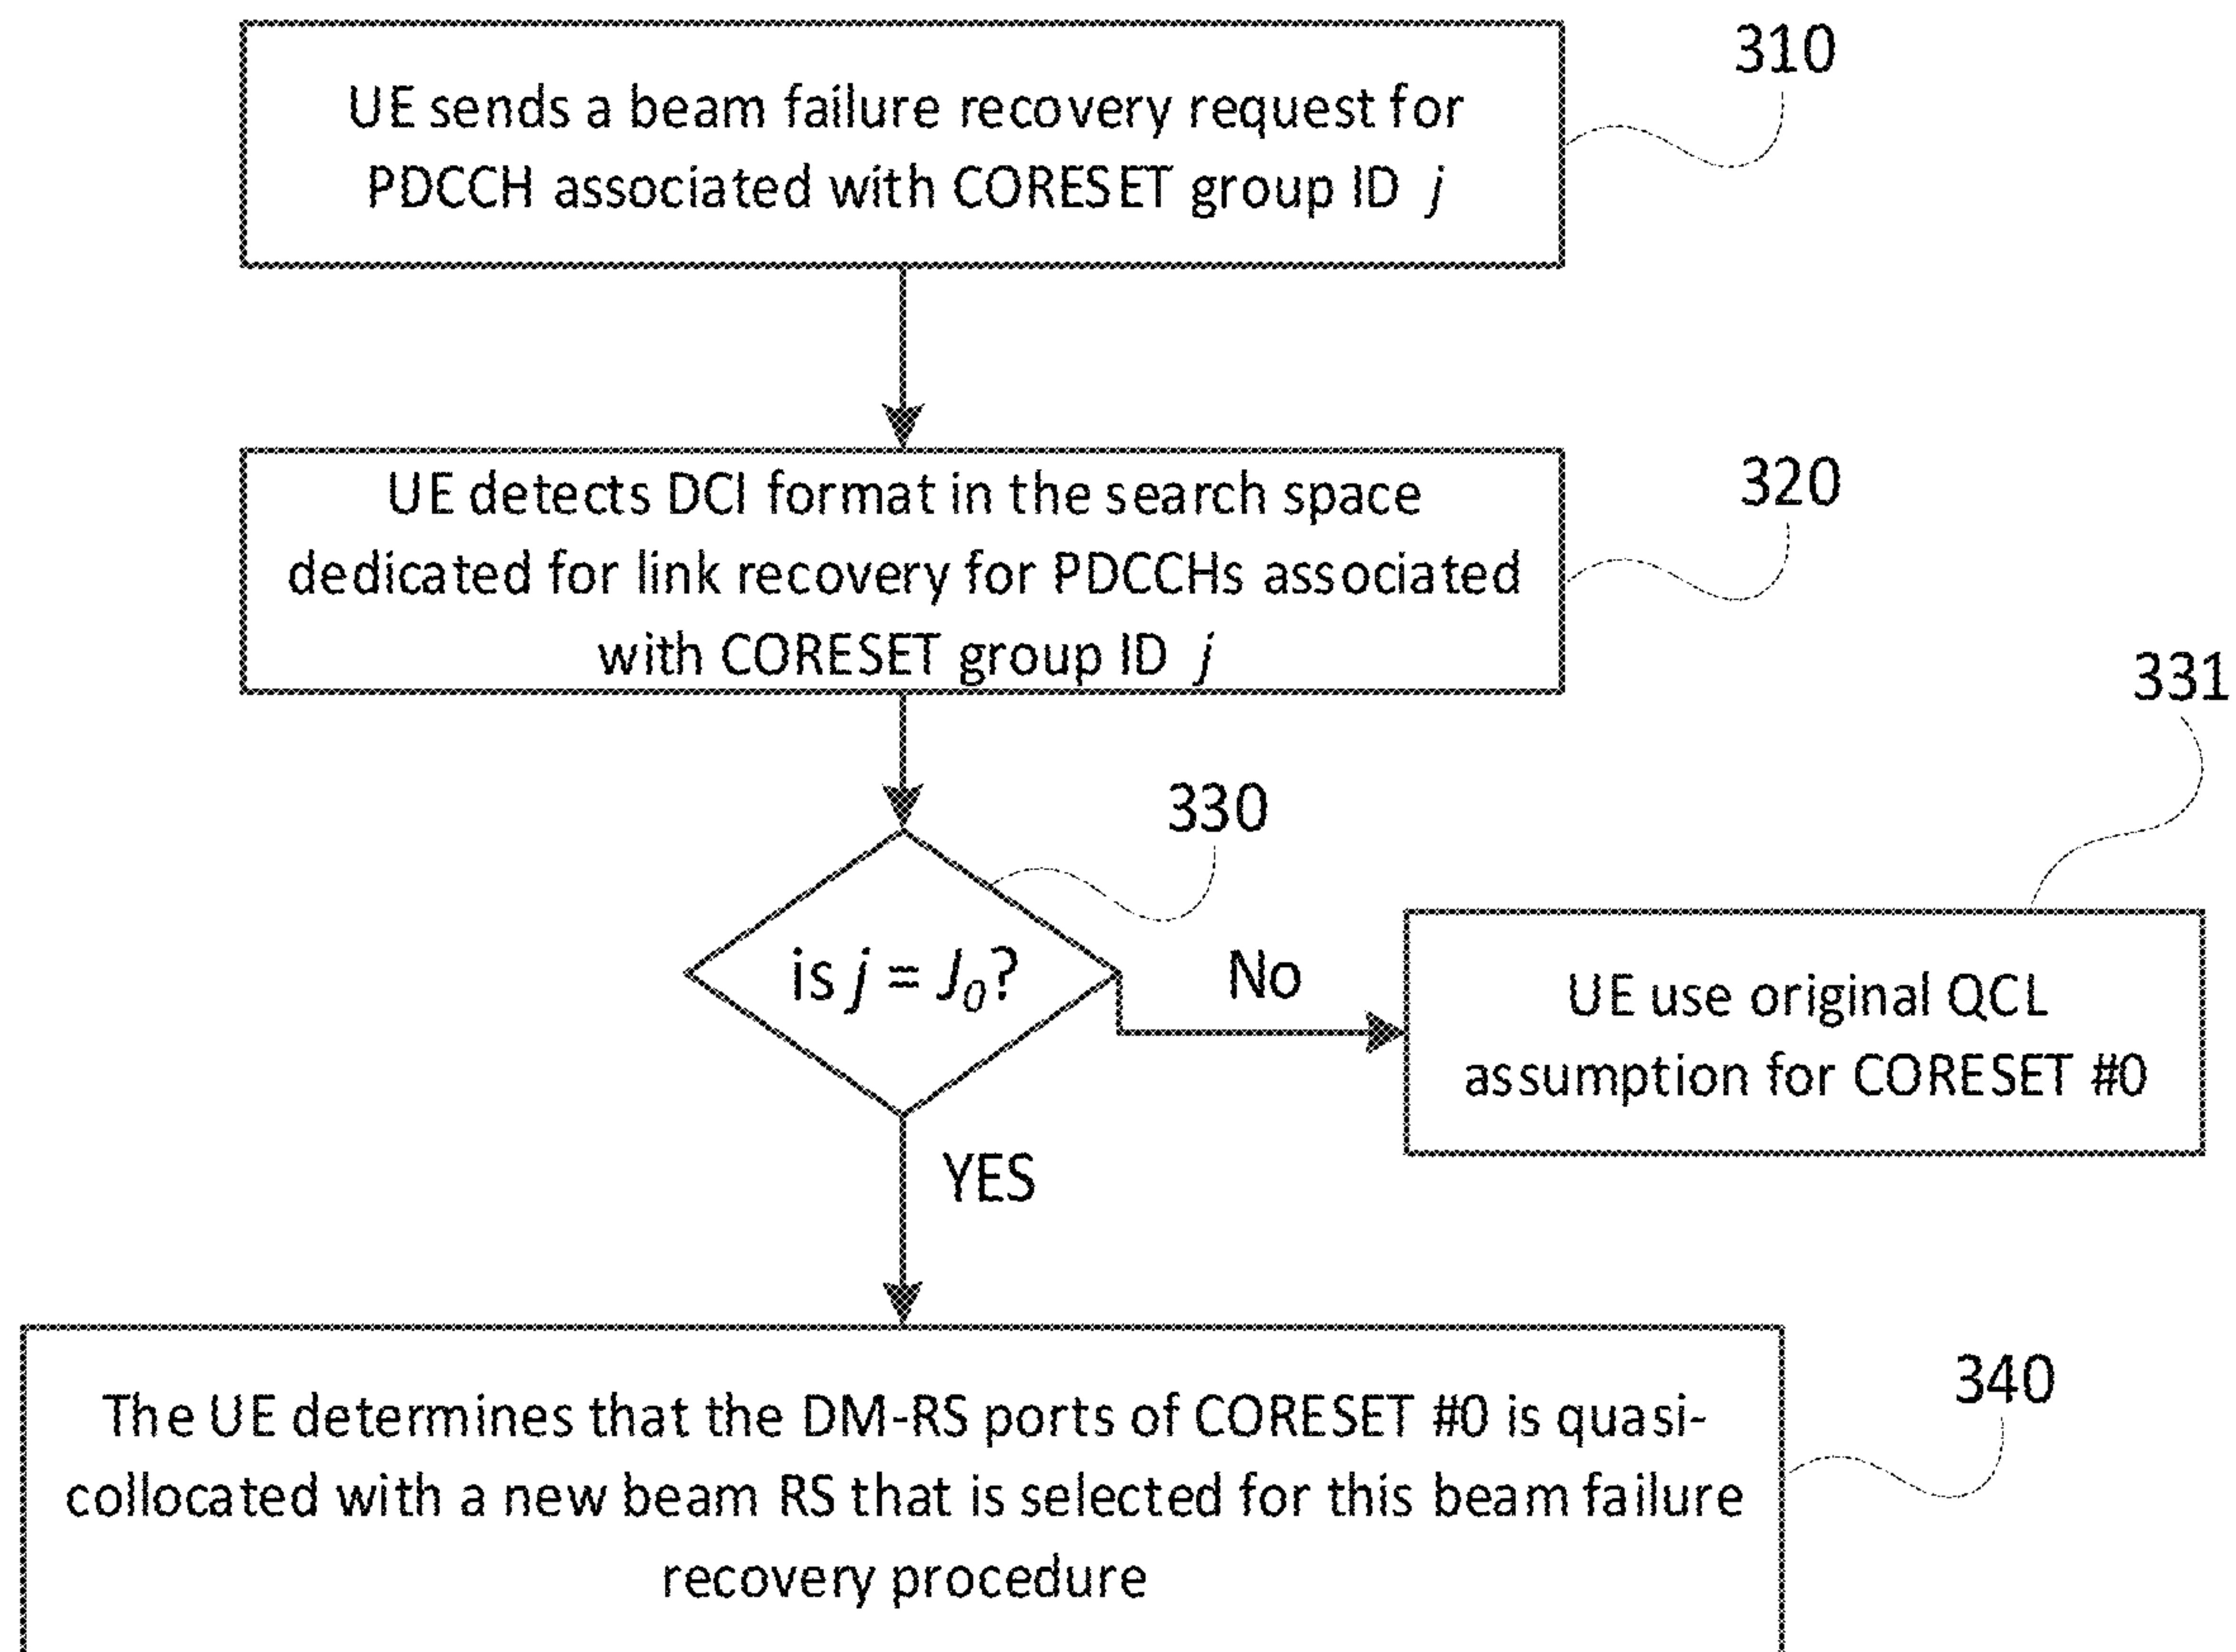 310
UE sends a beam failure recovery request for
PDCCH associated with CORESET group ID j
320
UE detects DCI format in the search space
dedicated for link recovery for PDCCHs associated
with CORESET group ID j
331
330
is j = J0?
No
UE use original QCL
assumption for CORESET #0
YES
340
The UE determines that the DM-RS ports of CORESET #0 is quasi-
collocated with a new beam RS that is selected for this beam failure
recovery procedure